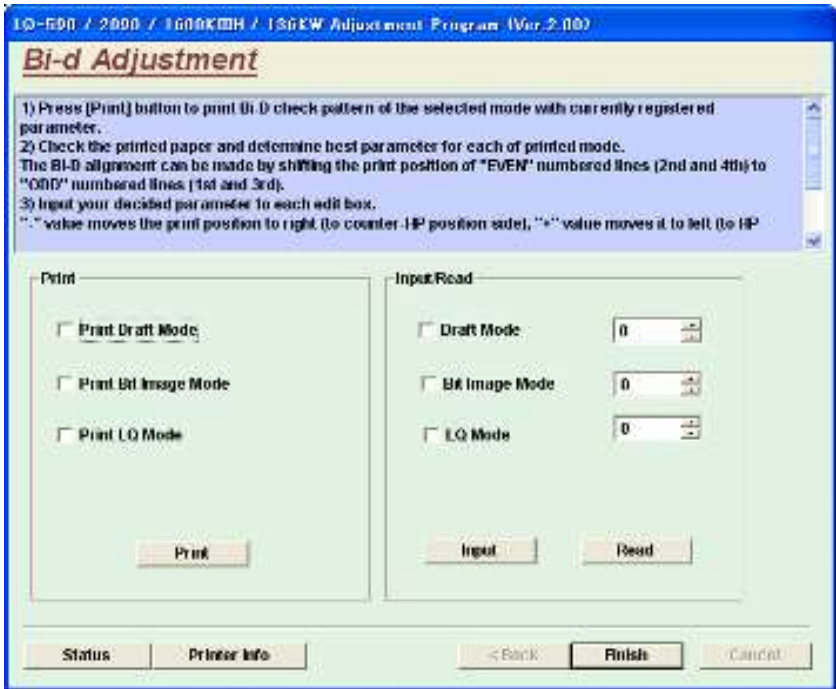 LQ-590 / 2090 / 1600KIIIH / 136KW Adjustment Program (Ver.2.00)
Bi-d Adjustment
1) Press [Print] button to print Bi-D check pattern of the selected mode with currently registered
parameter.
2) Check the printed paper and determine best parameter for each of printed mode.
The BI-D alignment can be made by shifting the print position of "EVEN" numbered lines (2nd and 4th) to
"ODD" numbered lines (1st and 3rd).
3) Input your decided parameter to each edit box.
"-" value moves the print position to right (to counter-HP position side), "+" value moves it to left (to HP
Print
Input/Read
Print Draft Mode
Draft Mode 0
Print Bit Image Mode
Bit Image Mode 0
Print LQ Mode
LQ Mode 0
Print
Input
Read
Status
Printer Info
< Back
Finish
Cancel